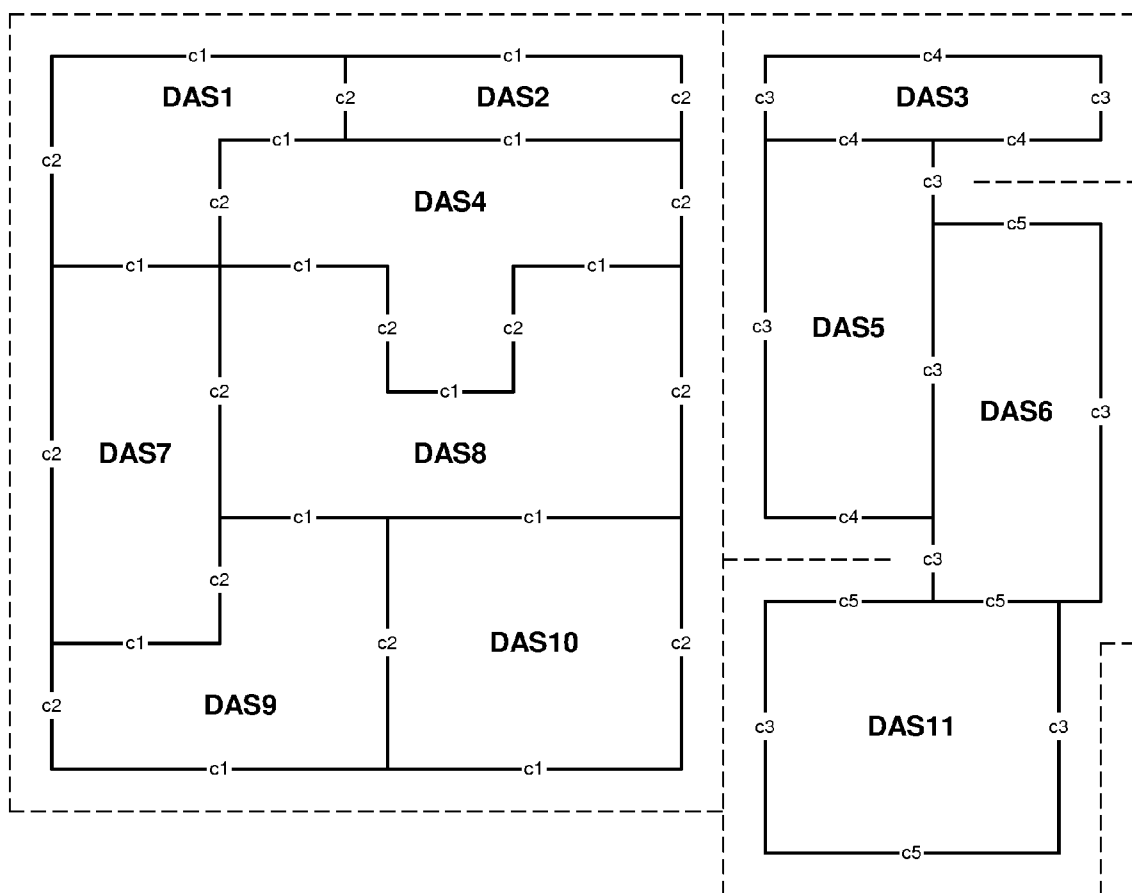 c1 c1 c4
DAS1 c2 DAS2 c2 c3 DAS3 c3
c2 c1 c1 c4 c4
c2 DAS4 c2 c3
c5
c1 c1 c1
c2 c2 c3 DAS5
c2 c1 c2 c3 DAS6 c3
c2 DAS7 DAS8
c1 c1 c4
c2 c3
c5 c5
c1 c2 DAS10 c2
c2 DAS9 c3 DAS11 c3
c1 c1
c5